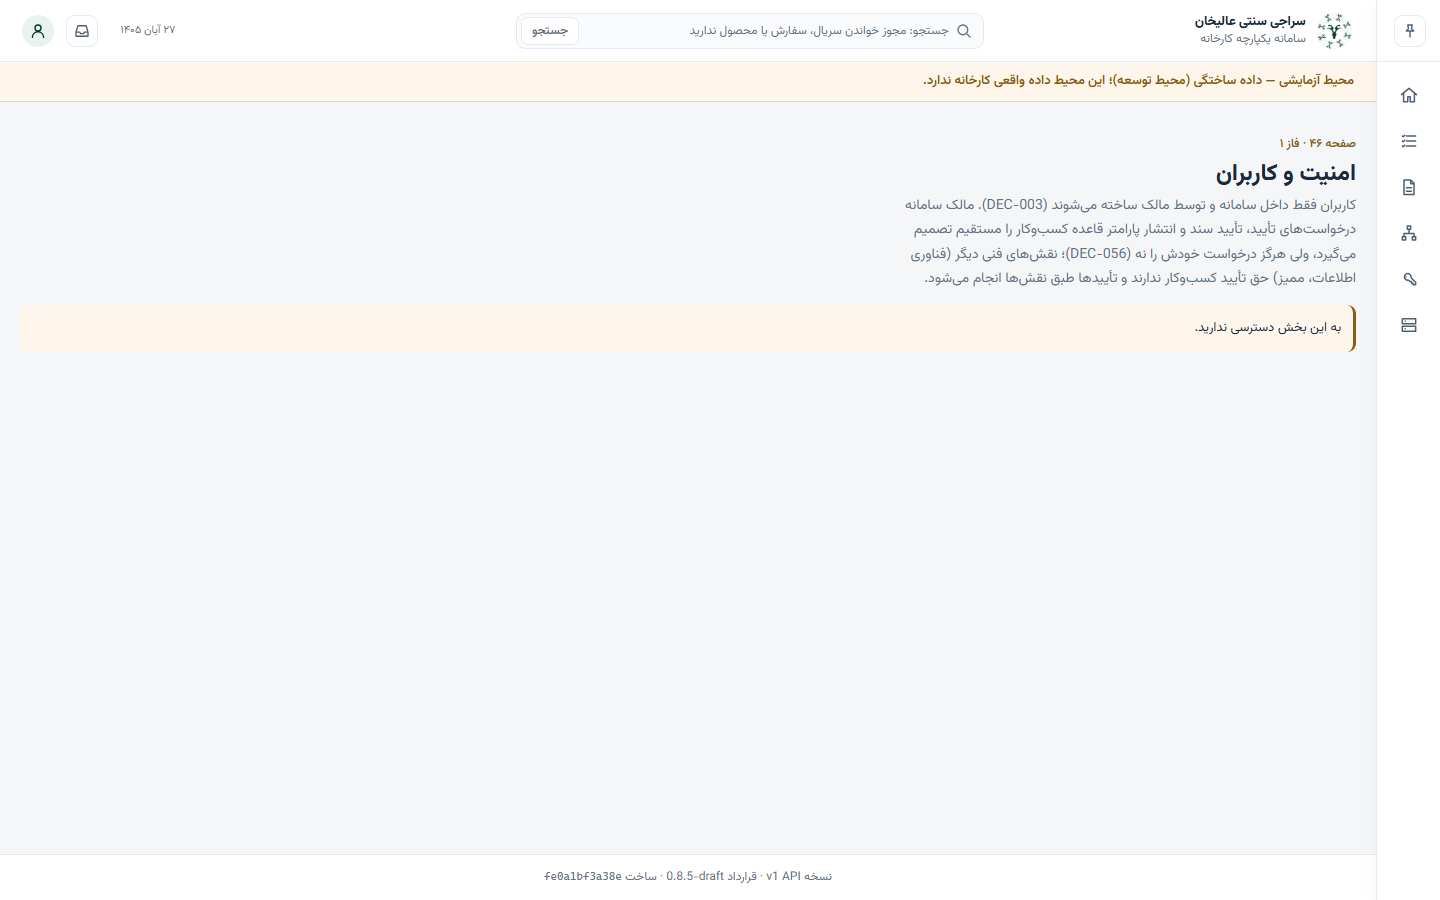 سراجی سنتی عالیخان
سامانه یکپارچه کارخانه
جستجو: مجوز خواندن سریال، سفارش یا محصول ندارید
جستجو
۲۷ آبان ۱۴۰۵
محیط آزمایشی — داده ساختگی (محیط توسعه)؛ این محیط داده واقعی کارخانه ندارد.
صفحه ۴۶ · فاز ۱
امنیت و کاربران
کاربران فقط داخل سامانه و توسط مالک ساخته می‌شوند (DEC-003). مالک سامانه
درخواست‌های تأیید، تأیید سند و انتشار پارامتر قاعده کسب‌وکار را مستقیم تصمیم
می‌گیرد، ولی هرگز درخواست خودش را نه (DEC-056)؛ نقش‌های فنی دیگر (فناوری
اطلاعات، ممیز) حق تأیید کسب‌وکار ندارند و تأییدها طبق نقش‌ها انجام می‌شود.
به این بخش دسترسی ندارید.
نسخه v1 API · قرارداد 0.8.5-draft · ساخت fe0a1bf3a38e